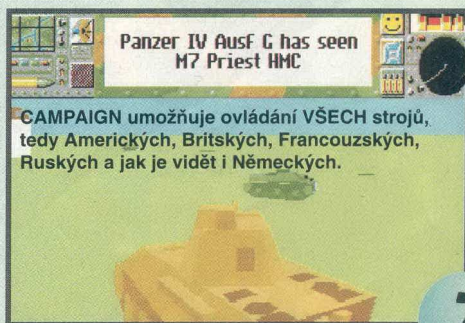 Panzer IV Ausf G has seen
M7 Priest HMC
CAMPAIGN umožňuje ovládání VŠECH strojů,
tedy Amerických, Britských, Francouzských,
Ruských a jak je vidět i Německých.